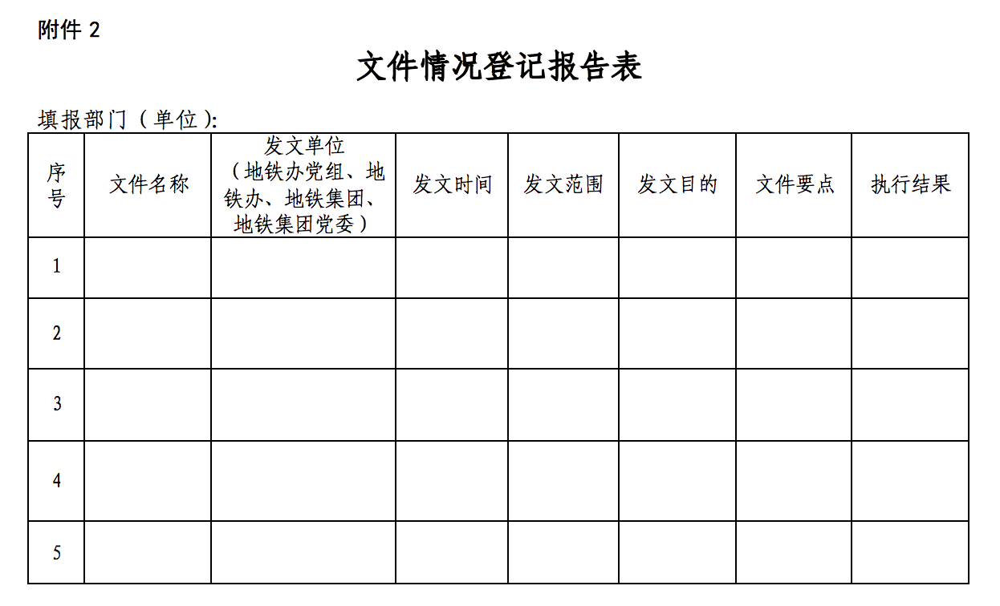 附件 2
文件情况登记报告表
填报部门（单位）：
序号 文件名称 发文单位（地铁办党组、地铁办、地铁集团、地铁集团党委） 发文时间 发文范围 发文目的 文件要点 执行结果
1
2
3
4
5